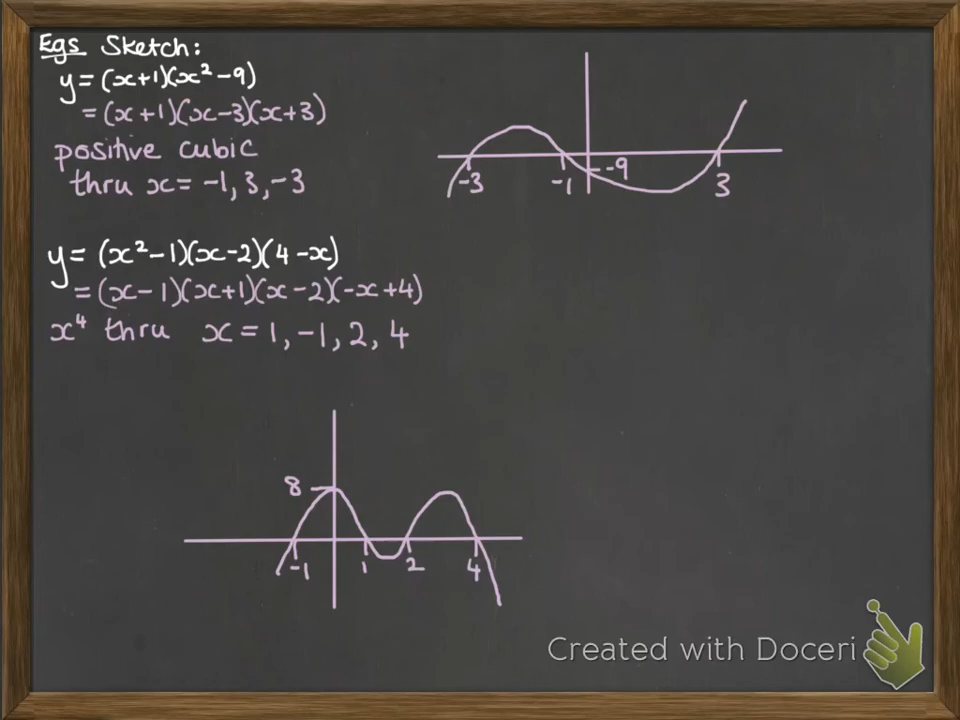 Egs Sketch:
y = (x+1)(x² - 9)
= (x+1)(x-3)(x+3)
positive cubic
thru x = -1, 3, -3
-3
-1
-9
3
y = (x² - 1)(x-2)(4-x)
= (x-1)(x+1)(x-2)(-x+4)
x⁴ thru x = 1, -1, 2, 4
8
-1
1
2
4
Created with Doceri